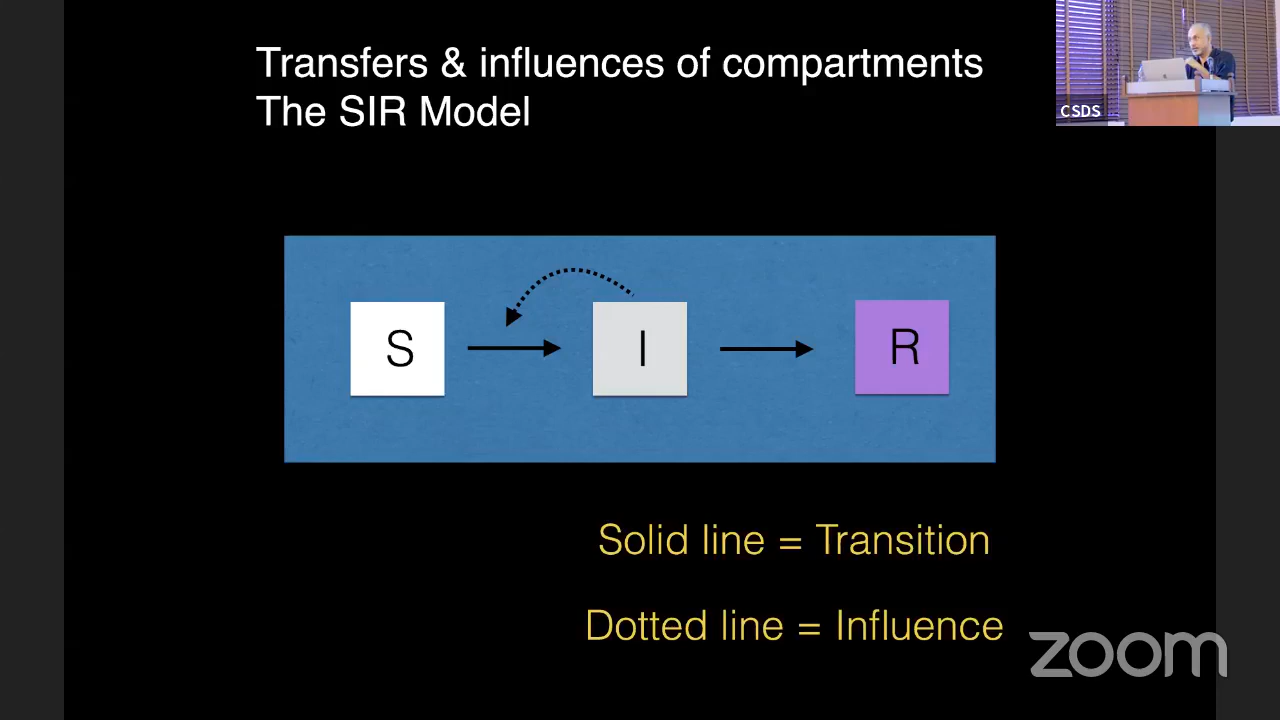 Transfers & influences of compartments
The SIR Model
CSDS
S
I
R
Solid line = Transition
Dotted line = Influence
zoom